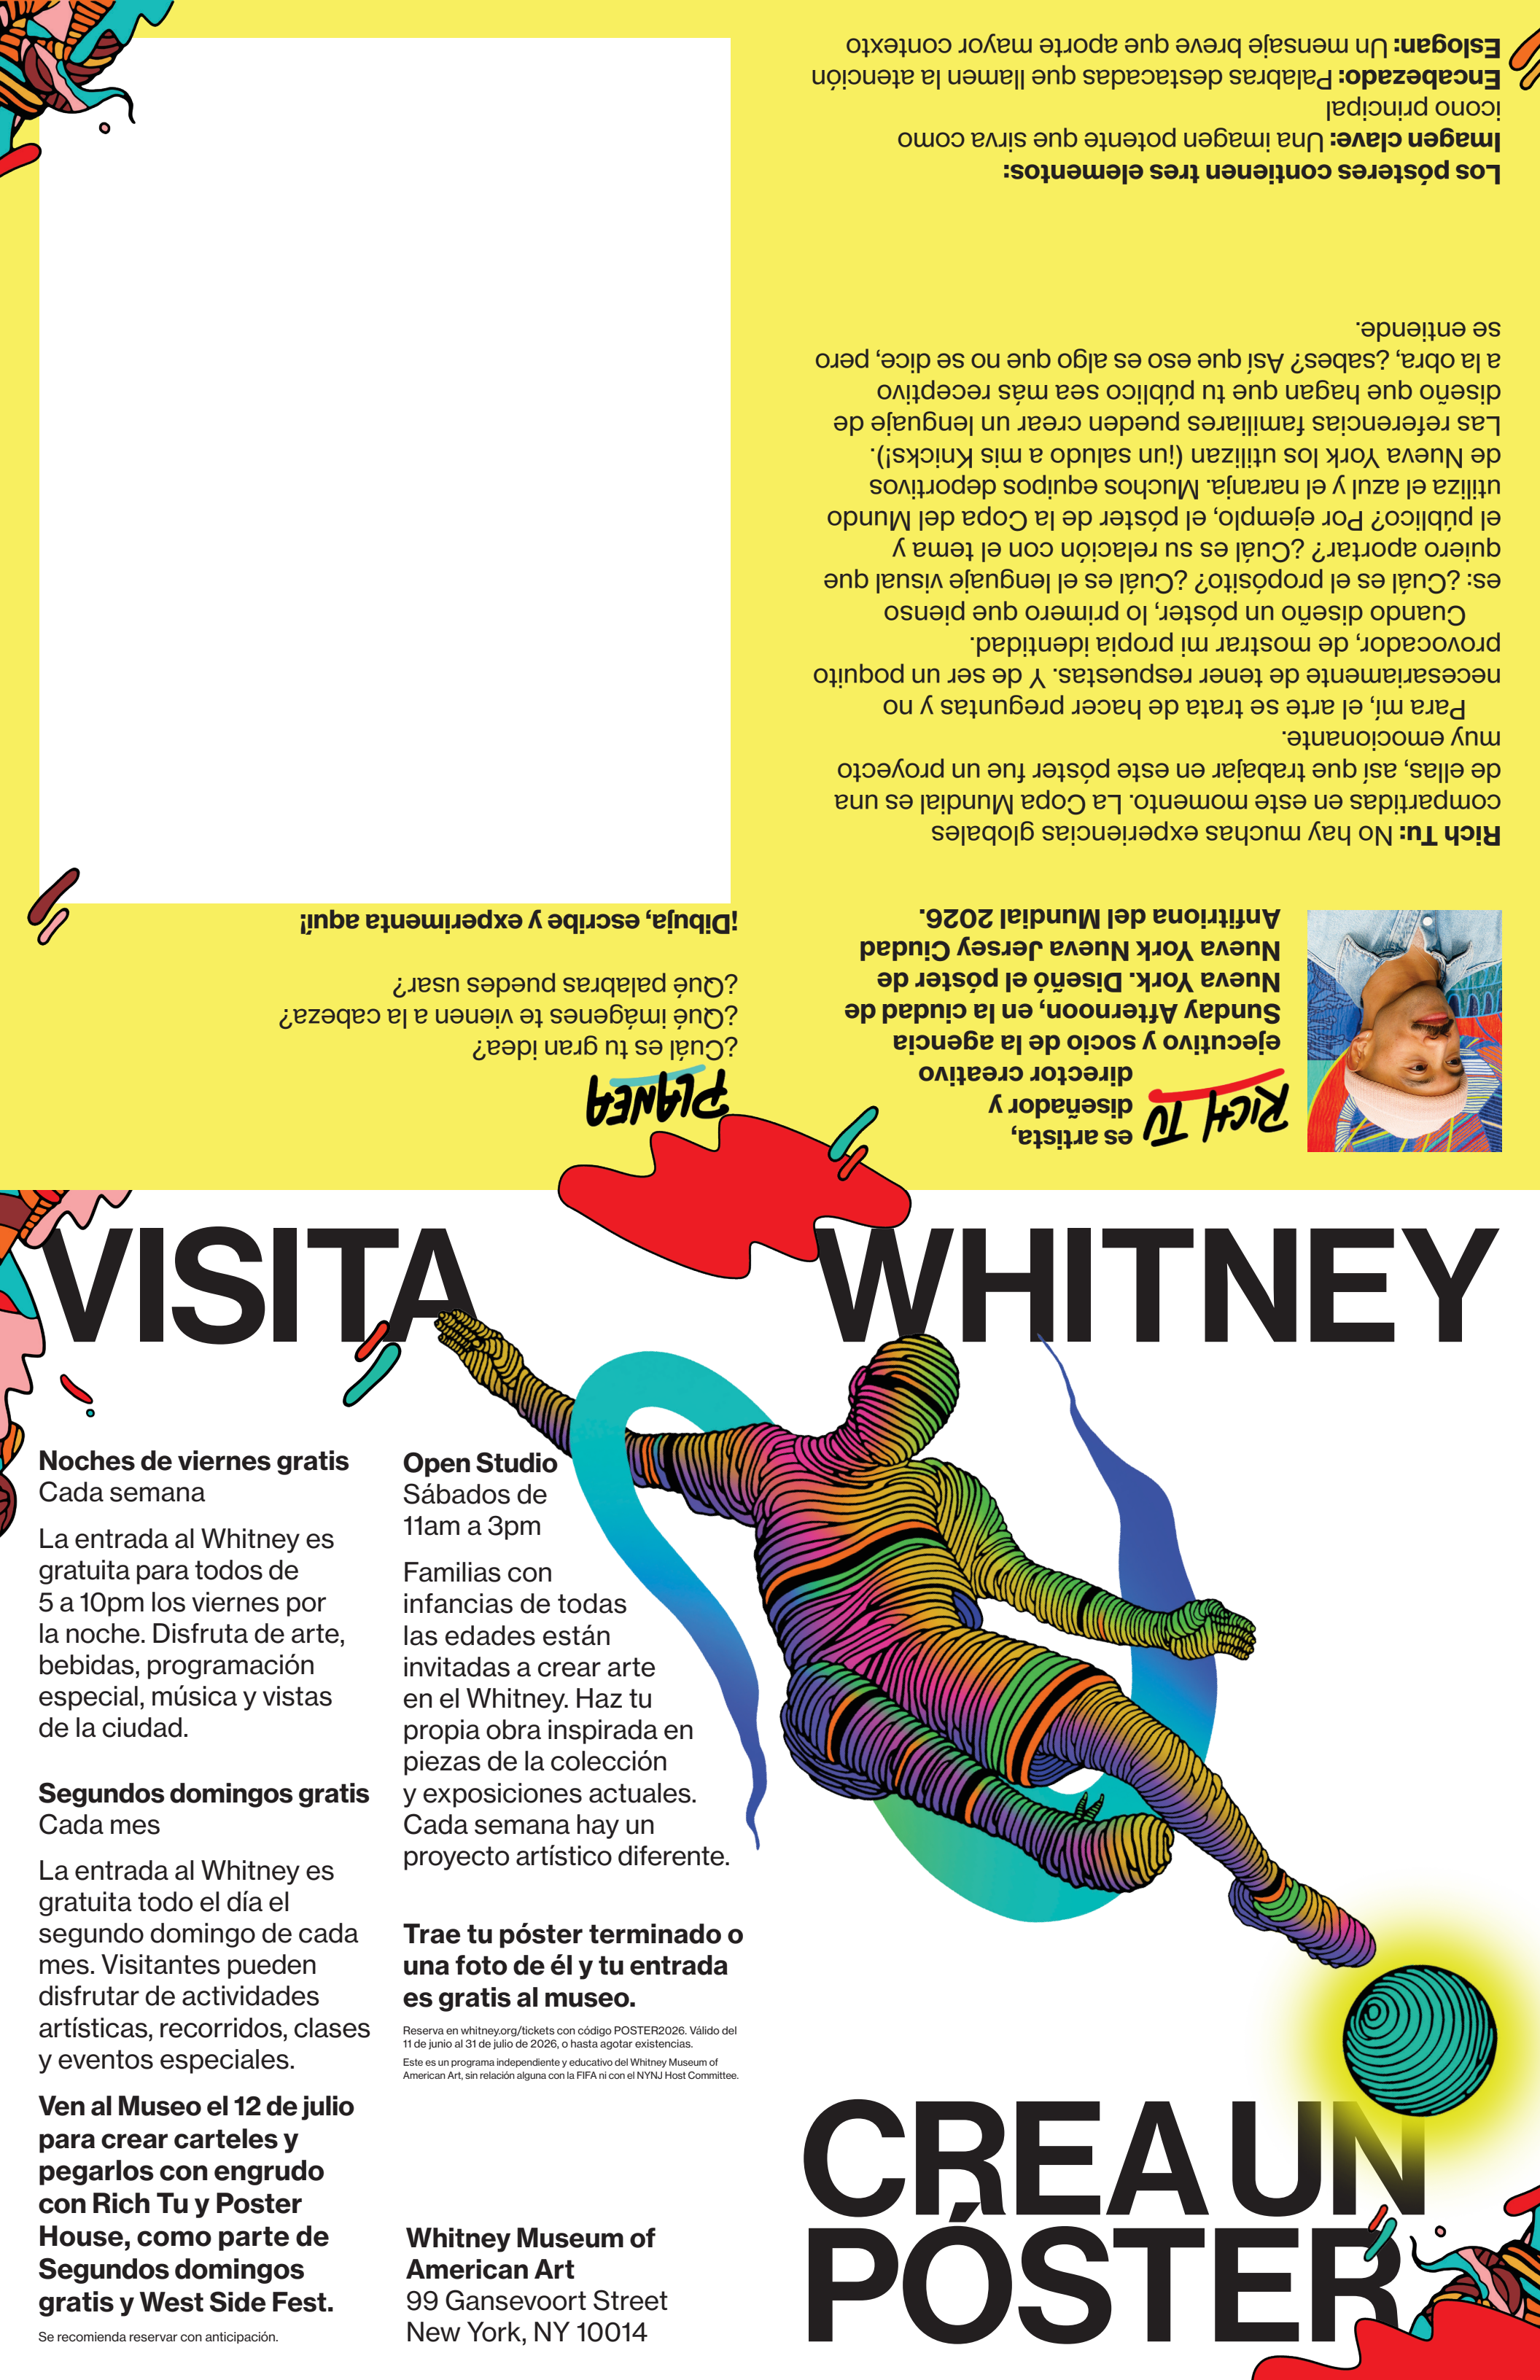 VISITA
Noches de viernes gratis
Cada semana
La entrada al Whitney es
gratuita para todos de
5 a 10pm los viernes por
la noche. Disfruta de arte,
bebidas, programación
especial, música y vistas
de la ciudad.
Segundos domingos gratis
Cada mes
La entrada al Whitney es
gratuita todo el día el
segundo domingo de cada
mes. Visitantes pueden
disfrutar de actividades
artísticas, recorridos, clases
y eventos especiales.
Ven al Museo el 12 de julio
para crear carteles y
pegarlos con engrudo
con Rich Tu y Poster
House, como parte de
Segundos domingos
gratis y West Side Fest.
Se recomienda reservar con anticipación.
Open Studio
Sábados de
11am a 3pm
Familias con
infancias de todas
las edades están
invitadas a crear arte
en el Whitney. Haz tu
propia obra inspirada en
piezas de la colección
y exposiciones actuales.
Cada semana hay un
proyecto artístico diferente.
Trae tu póster terminado o
una foto de él y tu entrada
es gratis al museo.
Reserva en whitney.org/tickets con código POSTER2026. Válido del
11 de junio al 31 de julio de 2026, o hasta agotar existencias.
Este es un programa independiente y educativo del Whitney Museum of
American Art, sin relación alguna con la FIFA ni con el NYNJ Host Committee.
Whitney Museum of
American Art
99 Gansevoort Street
New York, NY 10014
WHITNEY
CREA UN
PÓSTER
RICH TU
es artista,
diseñador y
director creativo
ejecutivo y socio de la agencia
Sunday Afternoon, en la ciudad de
Nueva York. Diseñó el póster de
Nueva York Nueva Jersey Ciudad
Anfitriona del Mundial 2026.
Rich Tu: No hay muchas experiencias globales
compartidas en este momento. La Copa Mundial es una
de ellas, así que trabajar en este póster fue un proyecto
muy emocionante.
Para mí, el arte se trata de hacer preguntas y no
necesariamente de tener respuestas. Y de ser un poquito
provocador, de mostrar mi propia identidad.
Cuando diseño un póster, lo primero que pienso
es: ¿Cuál es el propósito? ¿Cuál es el lenguaje visual que
quiero aportar? ¿Cuál es su relación con el tema y
el público? Por ejemplo, el póster de la Copa del Mundo
utiliza el azul y el naranja. Muchos equipos deportivos
de Nueva York los utilizan (¡un saludo a mis Knicks!).
Las referencias familiares pueden crear un lenguaje de
diseño que hagan que tu público sea más receptivo
a la obra, ¿sabes? Así que eso es algo que no se dice, pero
se entiende.
Los pósteres contienen tres elementos:
Imagen clave: Una imagen potente que sirva como
icono principal
Encabezado: Palabras destacadas que llamen la atención
Eslogan: Un mensaje breve que aporte mayor contexto
PLANEA
¿Cuál es tu gran idea?
¿Qué imágenes te vienen a la cabeza?
¿Qué palabras puedes usar?
¡Dibuja, escribe y experimenta aquí!